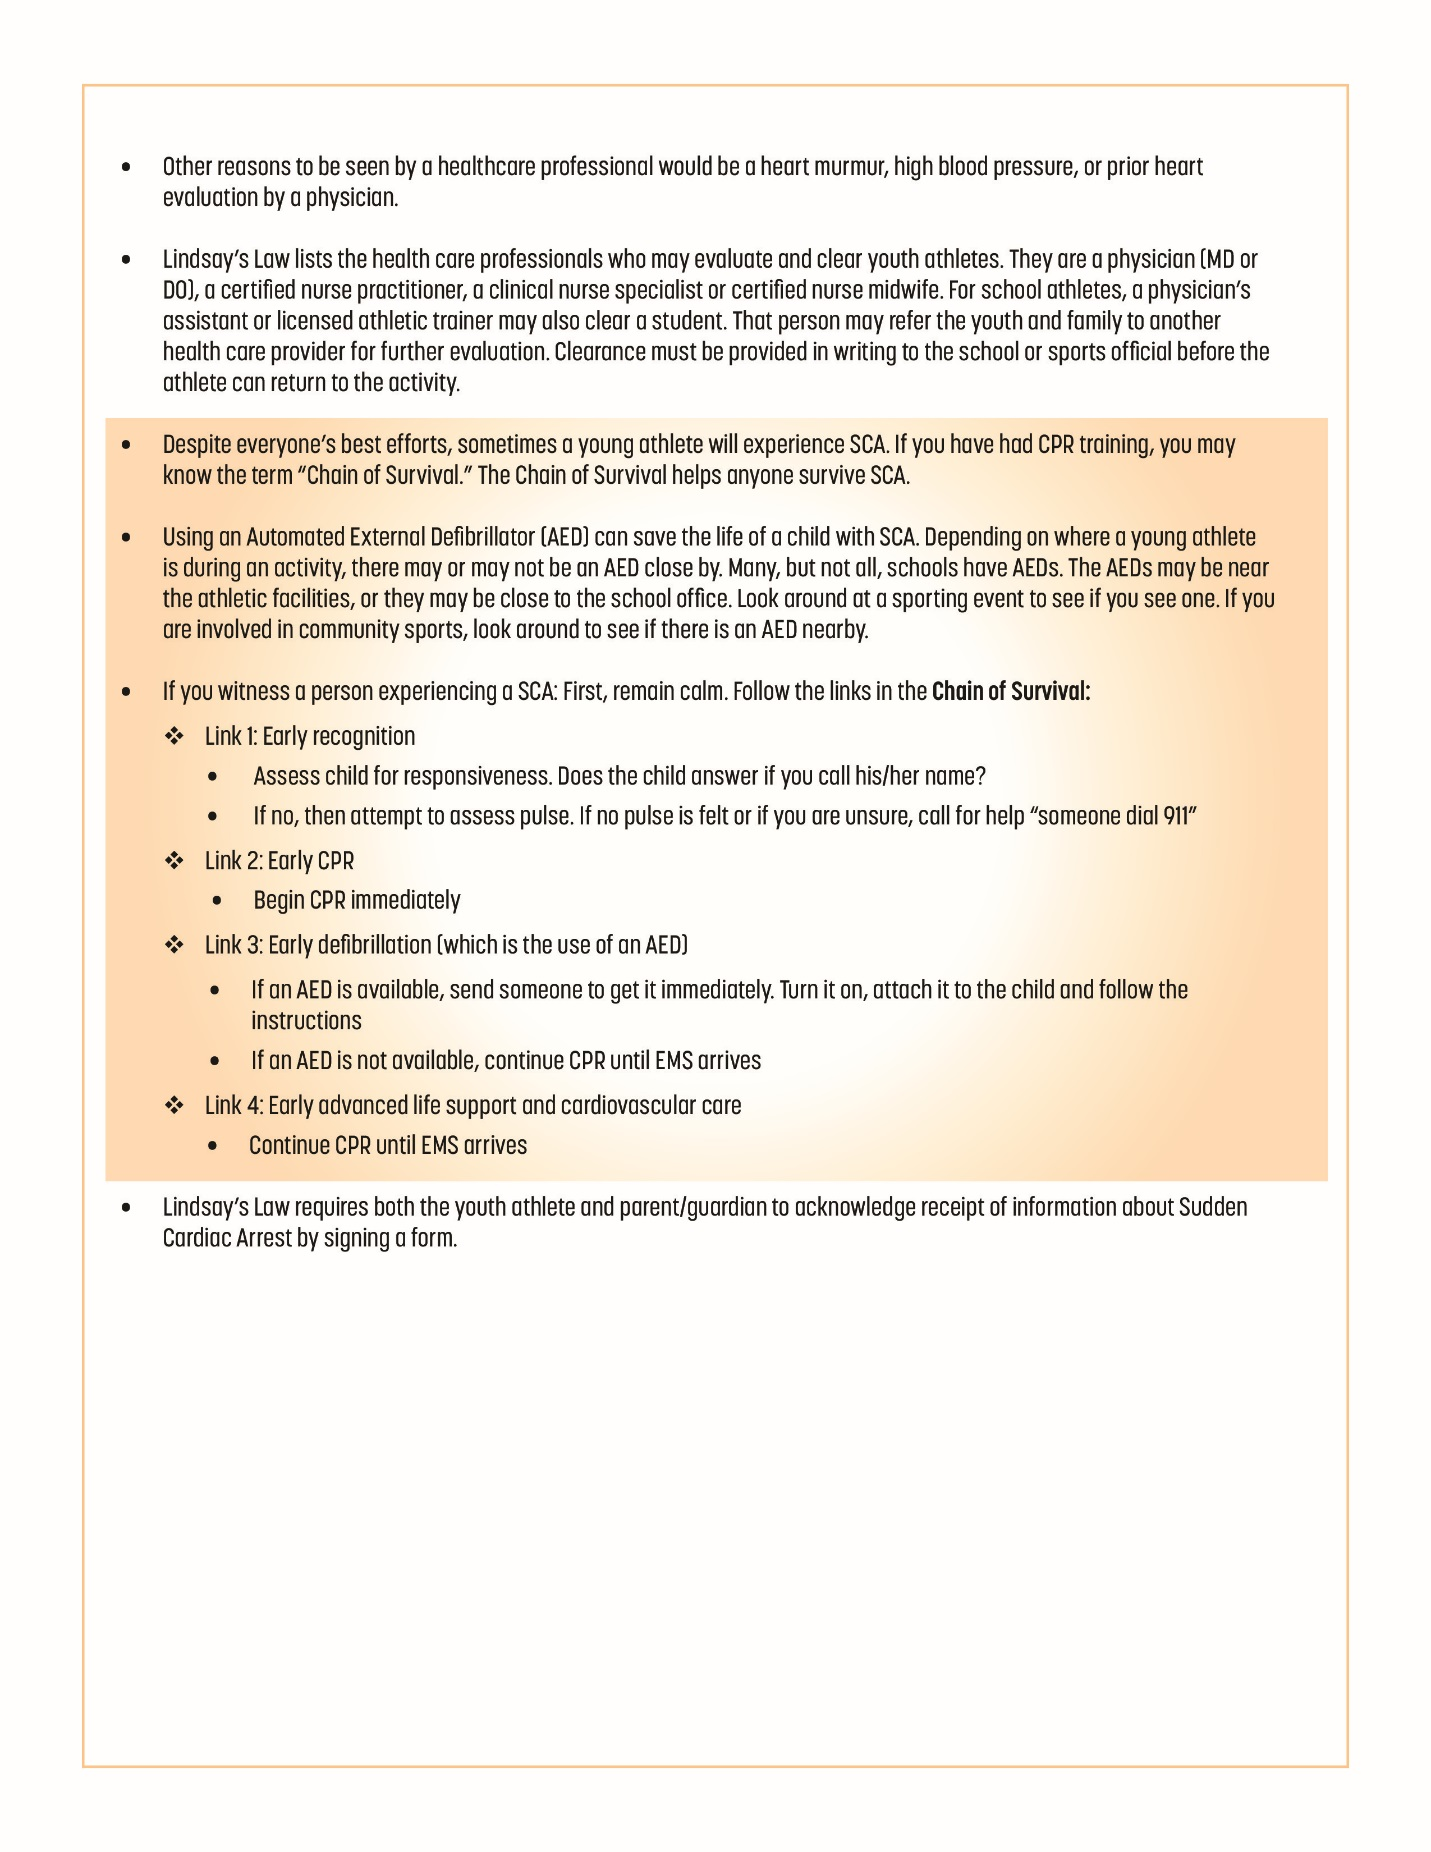 • Other reasons to be seen by a healthcare professional would be a heart murmur, high blood pressure, or prior heart
evaluation by a physician.
• Lindsay’s Law lists the health care professionals who may evaluate and clear youth athletes. They are a physician (MD or
DO), a certified nurse practitioner, a clinical nurse specialist or certified nurse midwife. For school athletes, a physician’s
assistant or licensed athletic trainer may also clear a student. That person may refer the youth and family to another
health care provider for further evaluation. Clearance must be provided in writing to the school or sports official before the
athlete can return to the activity.
• Despite everyone’s best efforts, sometimes a young athlete will experience SCA. If you have had CPR training, you may
know the term “Chain of Survival.” The Chain of Survival helps anyone survive SCA.
• Using an Automated External Defibrillator (AED) can save the life of a child with SCA. Depending on where a young athlete
is during an activity, there may or may not be an AED close by. Many, but not all, schools have AEDs. The AEDs may be near
the athletic facilities, or they may be close to the school office. Look around at a sporting event to see if you see one. If you
are involved in community sports, look around to see if there is an AED nearby.
• If you witness a person experiencing a SCA: First, remain calm. Follow the links in the Chain of Survival:
❖ Link 1: Early recognition
• Assess child for responsiveness. Does the child answer if you call his/her name?
• If no, then attempt to assess pulse. If no pulse is felt or if you are unsure, call for help “someone dial 911”
❖ Link 2: Early CPR
• Begin CPR immediately
❖ Link 3: Early defibrillation (which is the use of an AED)
• If an AED is available, send someone to get it immediately. Turn it on, attach it to the child and follow the
instructions
• If an AED is not available, continue CPR until EMS arrives
❖ Link 4: Early advanced life support and cardiovascular care
• Continue CPR until EMS arrives
• Lindsay’s Law requires both the youth athlete and parent/guardian to acknowledge receipt of information about Sudden
Cardiac Arrest by signing a form.